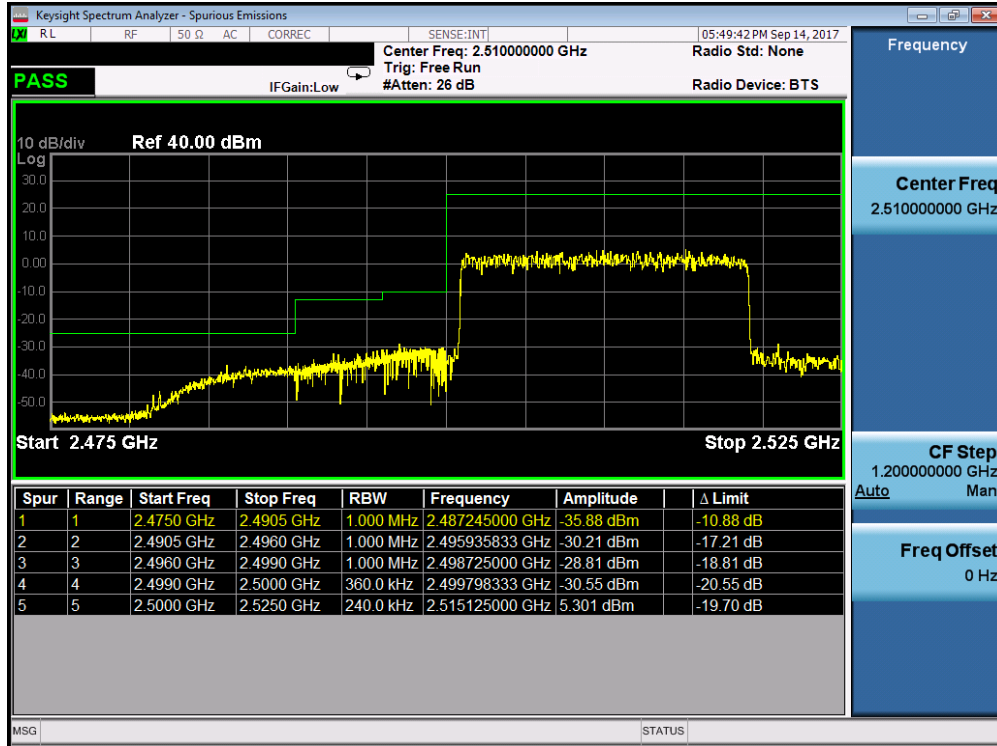 Keysight Spectrum Analyzer - Spurious Emissions
LXI RL RF 50 Ω AC CORREC SENSE:INT 05:49:42 PM Sep 14, 2017
Center Freq: 2.510000000 GHz Radio Std: None
Trig: Free Run
PASS IFGain:Low #Atten: 26 dB Radio Device: BTS
Frequency
10 dB/div Ref 40.00 dBm
Log
30.0
20.0
10.0
0.00
-10.0
-20.0
-30.0
-40.0
-50.0
Start 2.475 GHz Stop 2.525 GHz
Center Freq
2.510000000 GHz
CF Step
1.200000000 GHz
Auto Man
Freq Offset
0 Hz
Spur Range Start Freq Stop Freq RBW Frequency Amplitude Δ Limit
1 1 2.4750 GHz 2.4905 GHz 1.000 MHz 2.487245000 GHz -35.88 dBm -10.88 dB
2 2 2.4905 GHz 2.4960 GHz 1.000 MHz 2.495935833 GHz -30.21 dBm -17.21 dB
3 3 2.4960 GHz 2.4990 GHz 1.000 MHz 2.498725000 GHz -28.81 dBm -18.81 dB
4 4 2.4990 GHz 2.5000 GHz 360.0 kHz 2.499798333 GHz -30.55 dBm -20.55 dB
5 5 2.5000 GHz 2.5250 GHz 240.0 kHz 2.515125000 GHz 5.301 dBm -19.70 dB
MSG STATUS